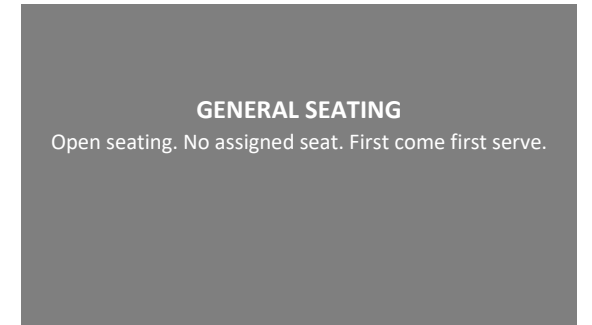 GENERAL SEATING
Open seating. No assigned seat. First come first serve.